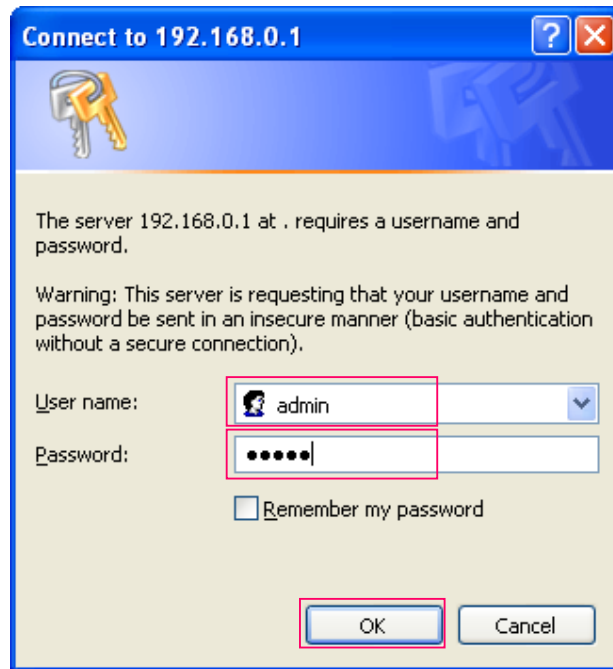 Connect to 192.168.0.1
The server 192.168.0.1 at . requires a username and
password.
Warning: This server is requesting that your username and
password be sent in an insecure manner (basic authentication
without a secure connection).
User name:
admin
Password:
●●●●●
Remember my password
OK
Cancel